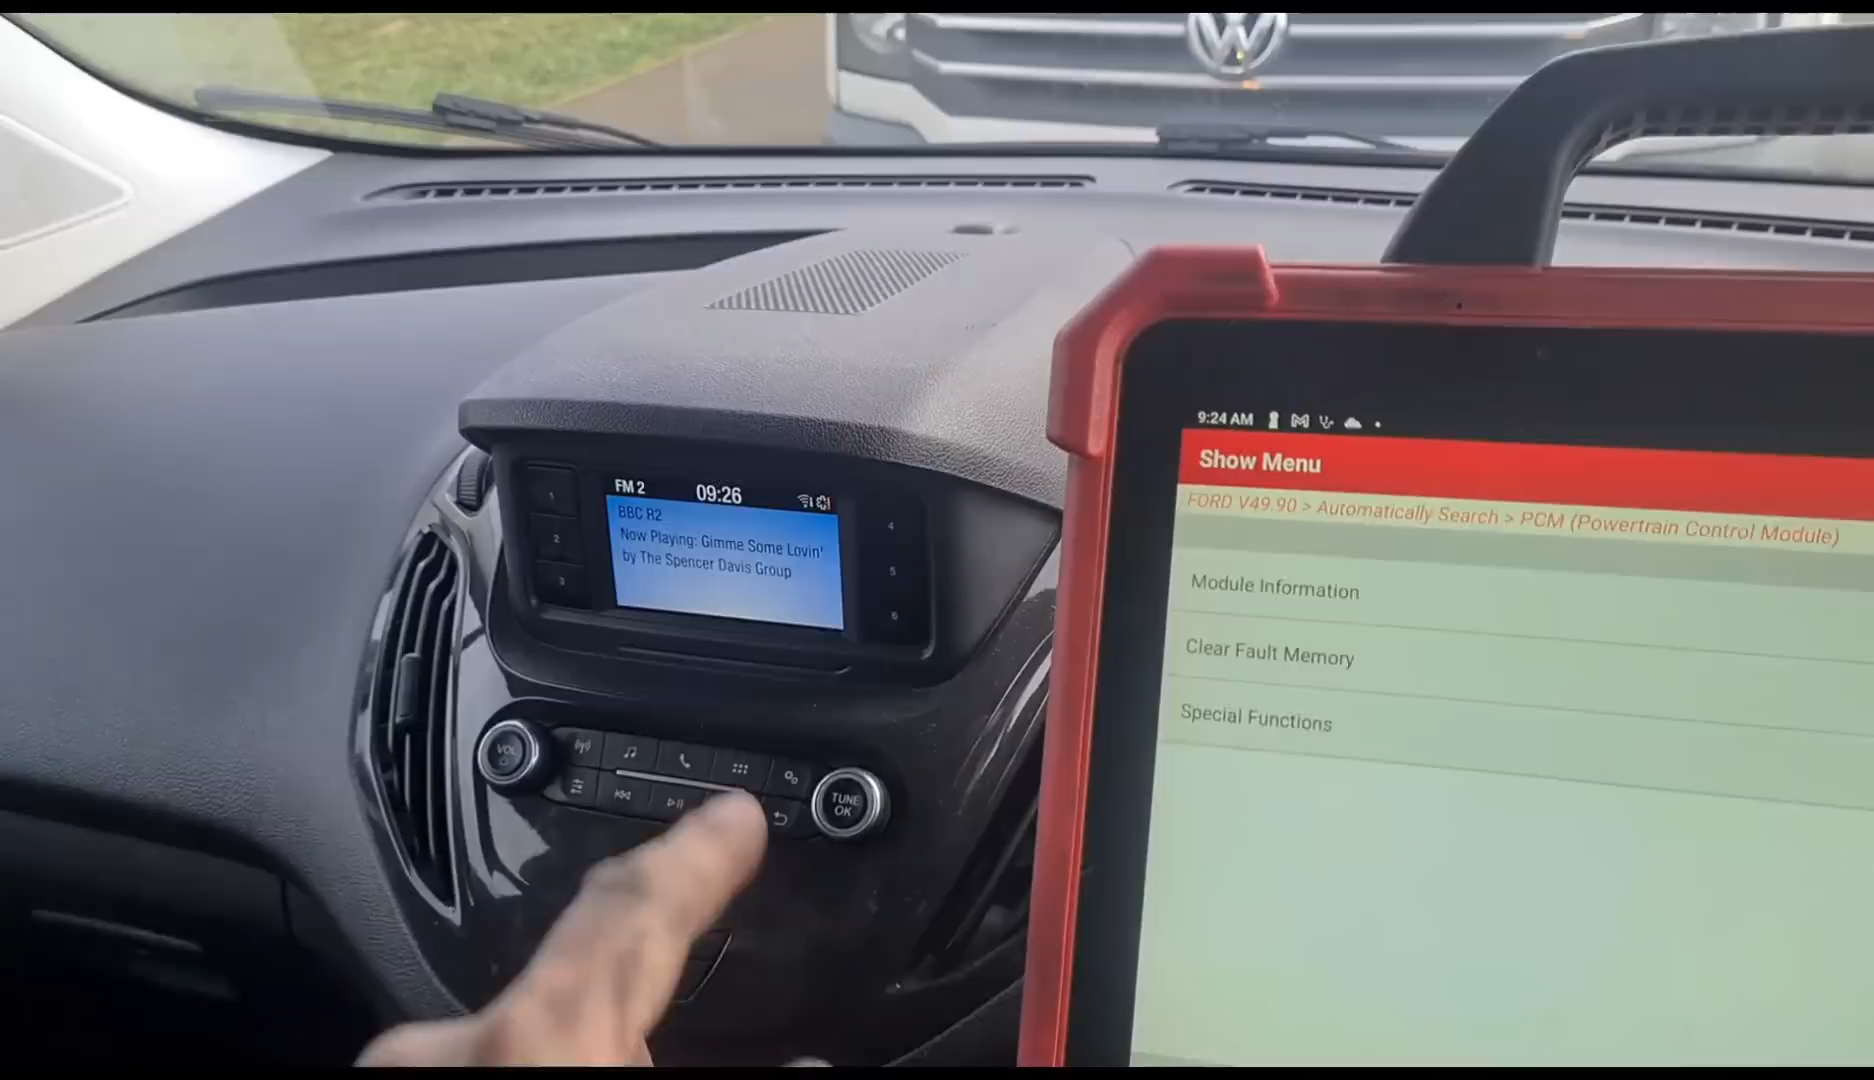 FM 2 09:26
BBC R2
Now Playing: Gimme Some Lovin'
by The Spencer Davis Group
1
2
3
4
5
6
VOL
TUNE
OK
9:24 AM
Show Menu
FORD V49.90 > Automatically Search > PCM (Powertrain Control Module)
Module Information
Clear Fault Memory
Special Functions